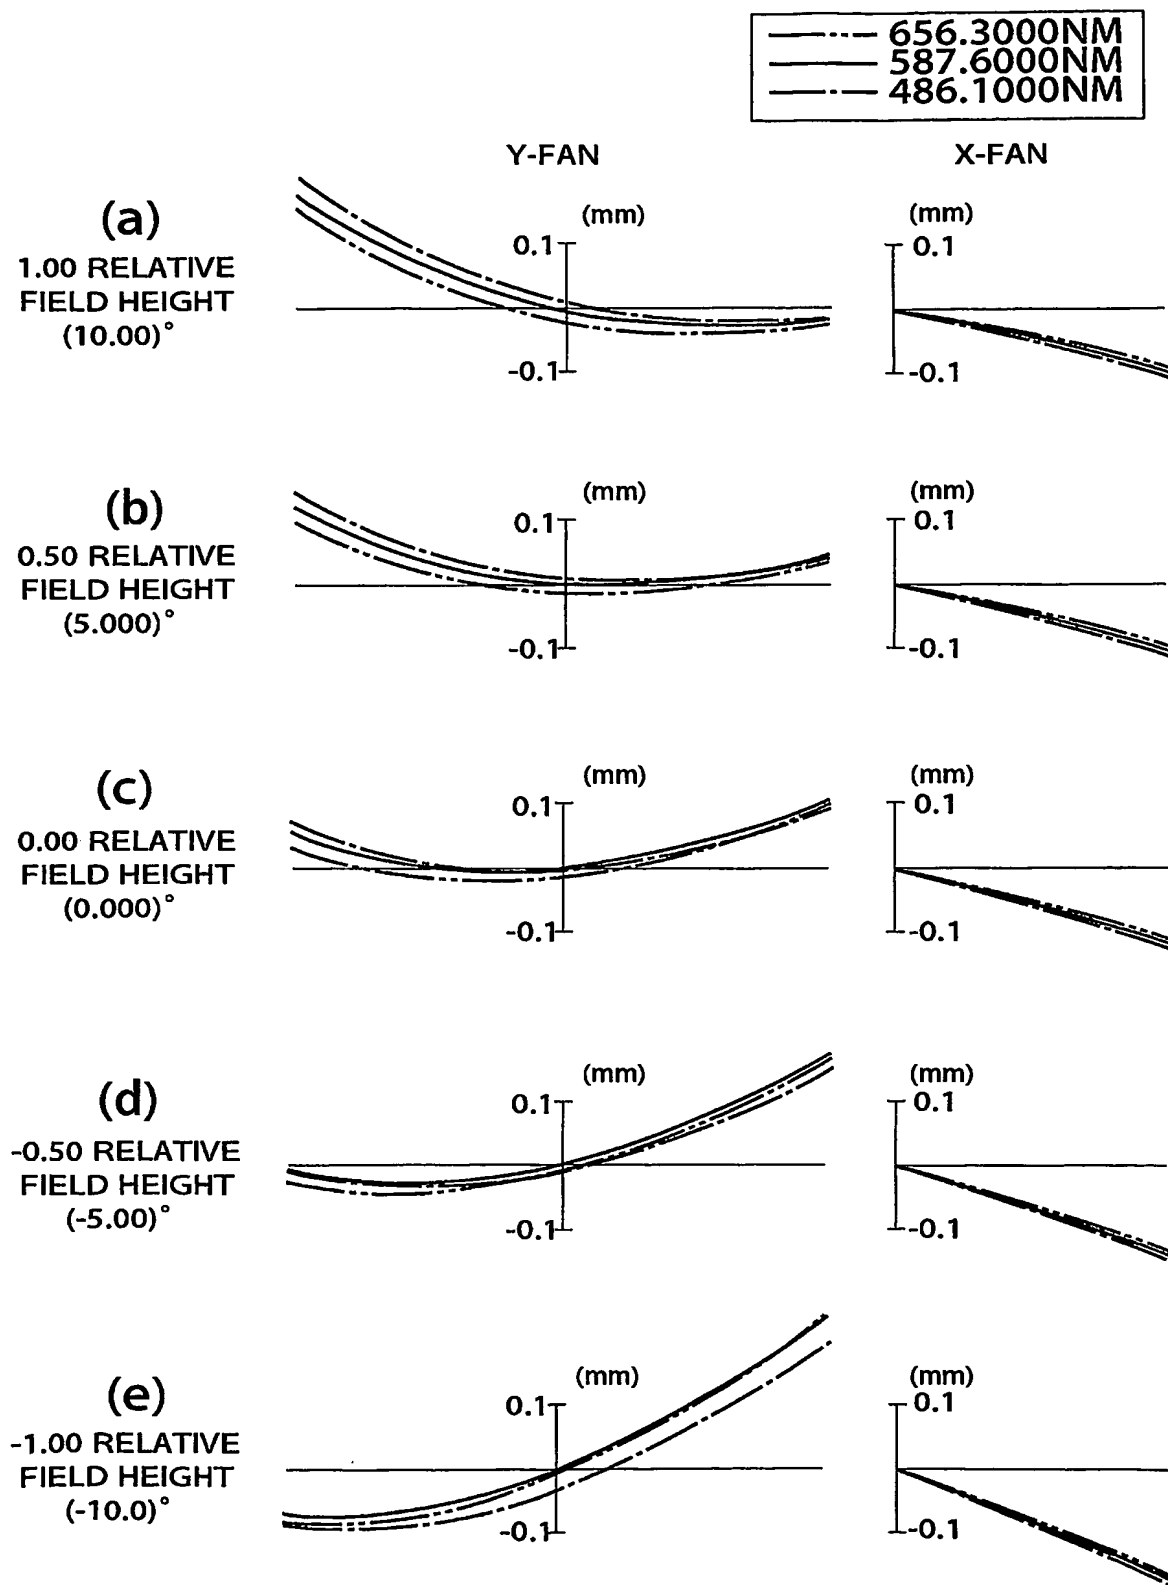 656.3000NM
587.6000NM
486.1000NM
Y-FAN X-FAN
(a)
1.00 RELATIVE
FIELD HEIGHT
(10.00)°
(mm) (mm)
0.1 0.1
-0.1 -0.1
(b)
0.50 RELATIVE
FIELD HEIGHT
(5.000)°
(mm) (mm)
0.1 0.1
-0.1 -0.1
(c)
0.00 RELATIVE
FIELD HEIGHT
(0.000)°
(mm) (mm)
0.1 0.1
-0.1 -0.1
(d)
-0.50 RELATIVE
FIELD HEIGHT
(-5.00)°
(mm) (mm)
0.1 0.1
-0.1 -0.1
(e)
-1.00 RELATIVE
FIELD HEIGHT
(-10.0)°
(mm) (mm)
0.1 0.1
-0.1 -0.1